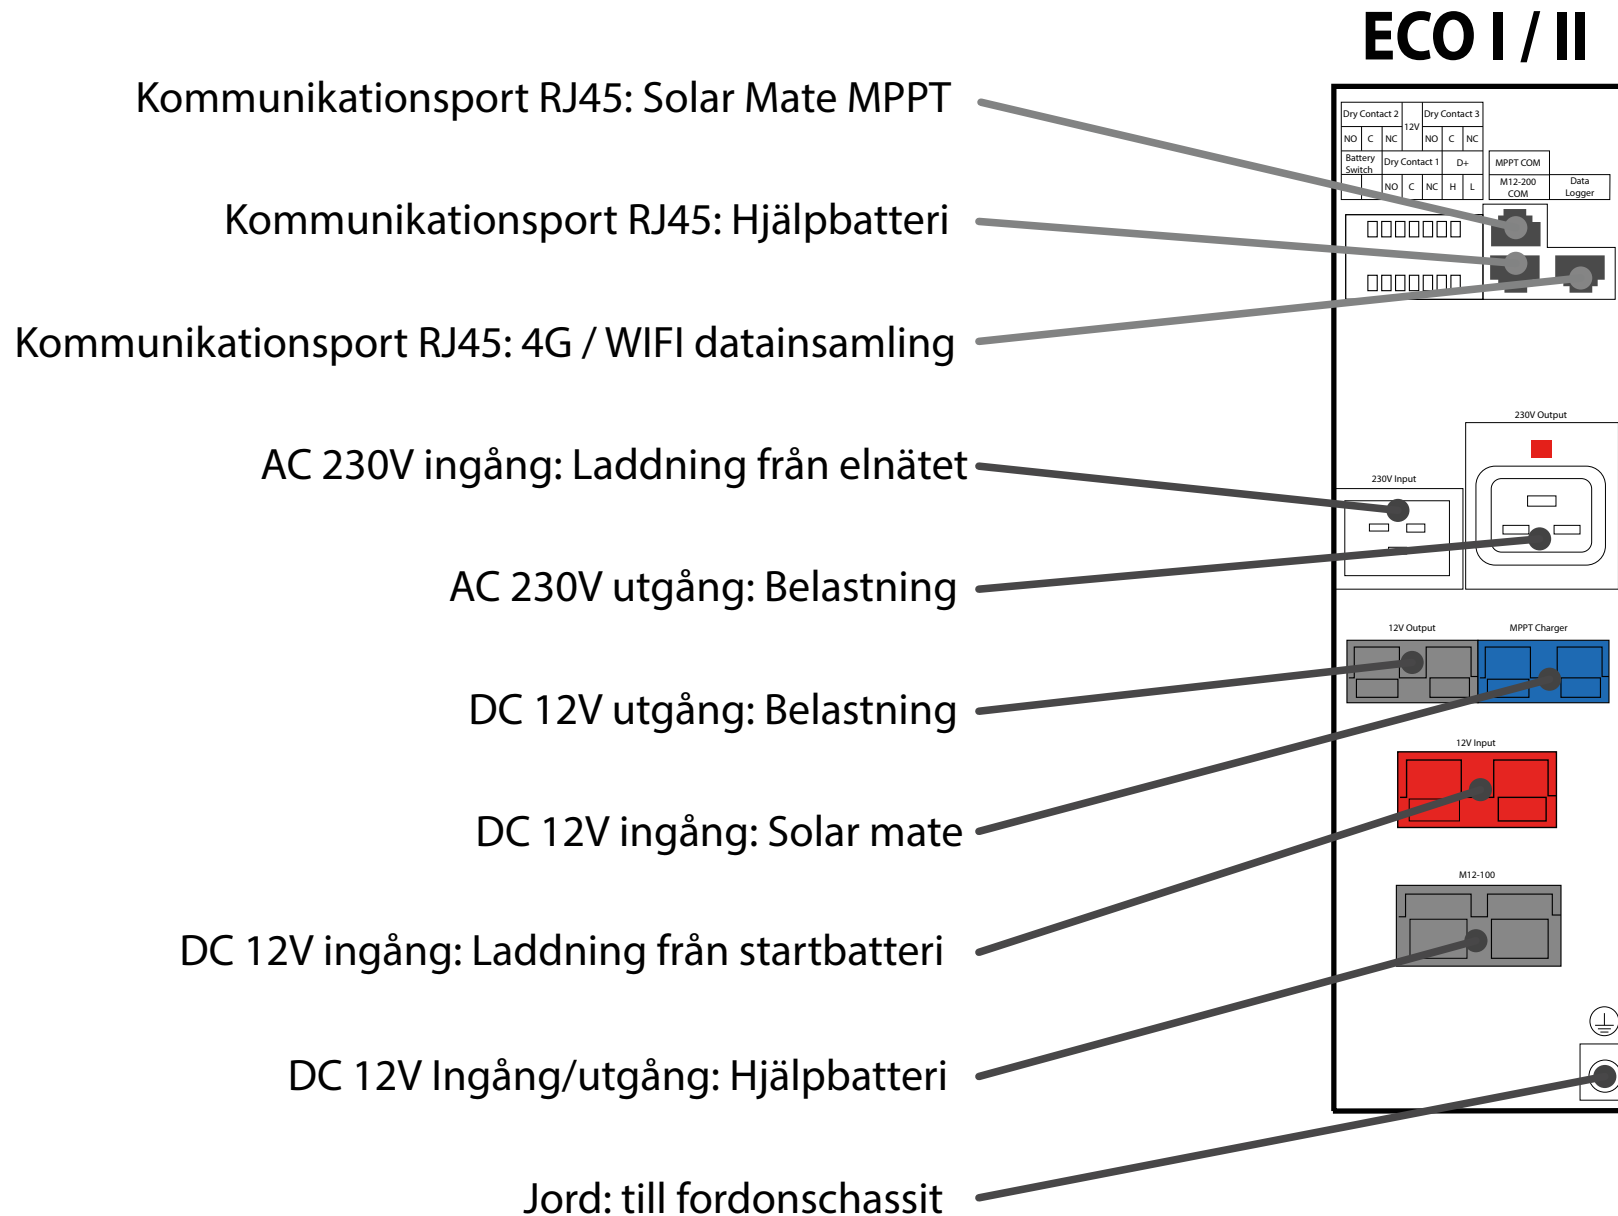 ECO I / II
Kommunikationsport RJ45: Solar Mate MPPT
Kommunikationsport RJ45: Hjälpbatteri
Kommunikationsport RJ45: 4G / WIFI datainsamling
AC 230V ingång: Laddning från elnätet
AC 230V utgång: Belastning
DC 12V utgång: Belastning
DC 12V ingång: Solar mate
DC 12V ingång: Laddning från startbatteri
DC 12V Ingång/utgång: Hjälpbatteri
Jord: till fordonschassit
Dry Contact 2 12V Dry Contact 3
NO C NC NO C NC
Battery Switch Dry Contact 1 D+
NO C NC H L
MPPT COM
M12-200 COM
Data Logger
230V Output
230V Input
12V Output
MPPT Charger
12V Input
M12-100